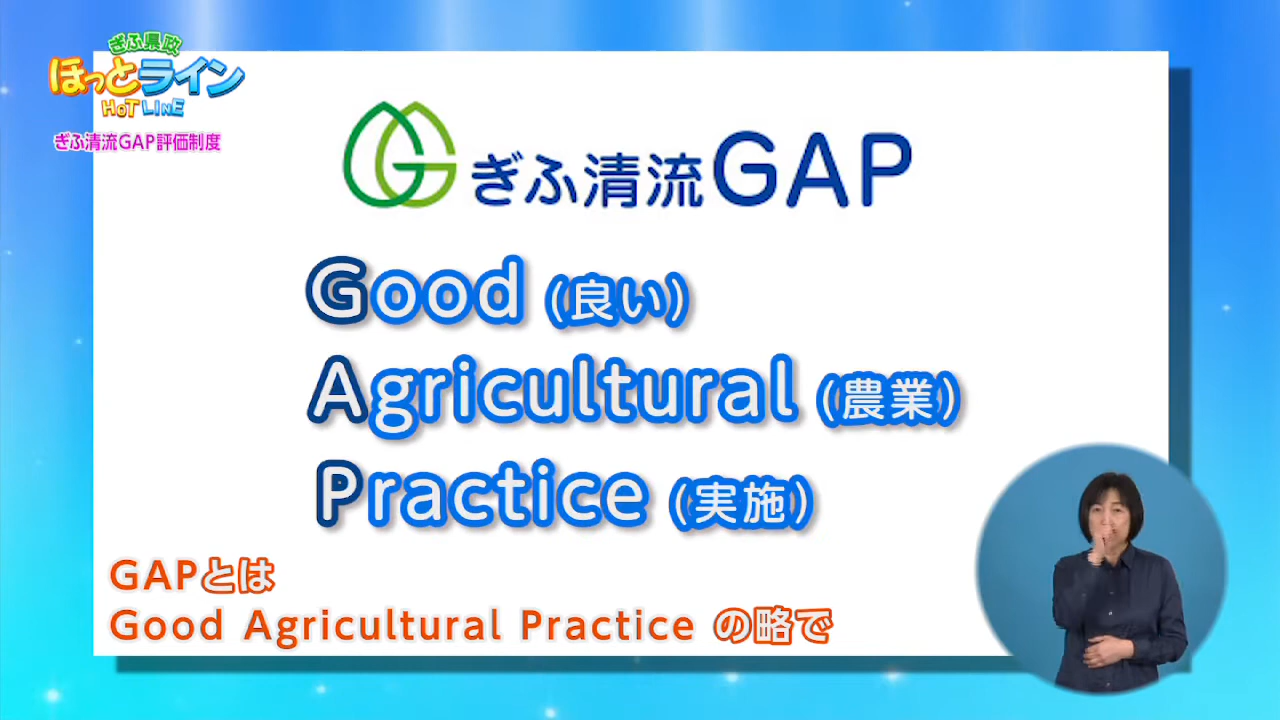 ぎふ県政
ほっとライン
HOT LINE
ぎふ清流GAP評価制度
ぎふ清流GAP
Good (良い)
Agricultural (農業)
Practice (実施)
GAPとは
Good Agricultural Practice の略で